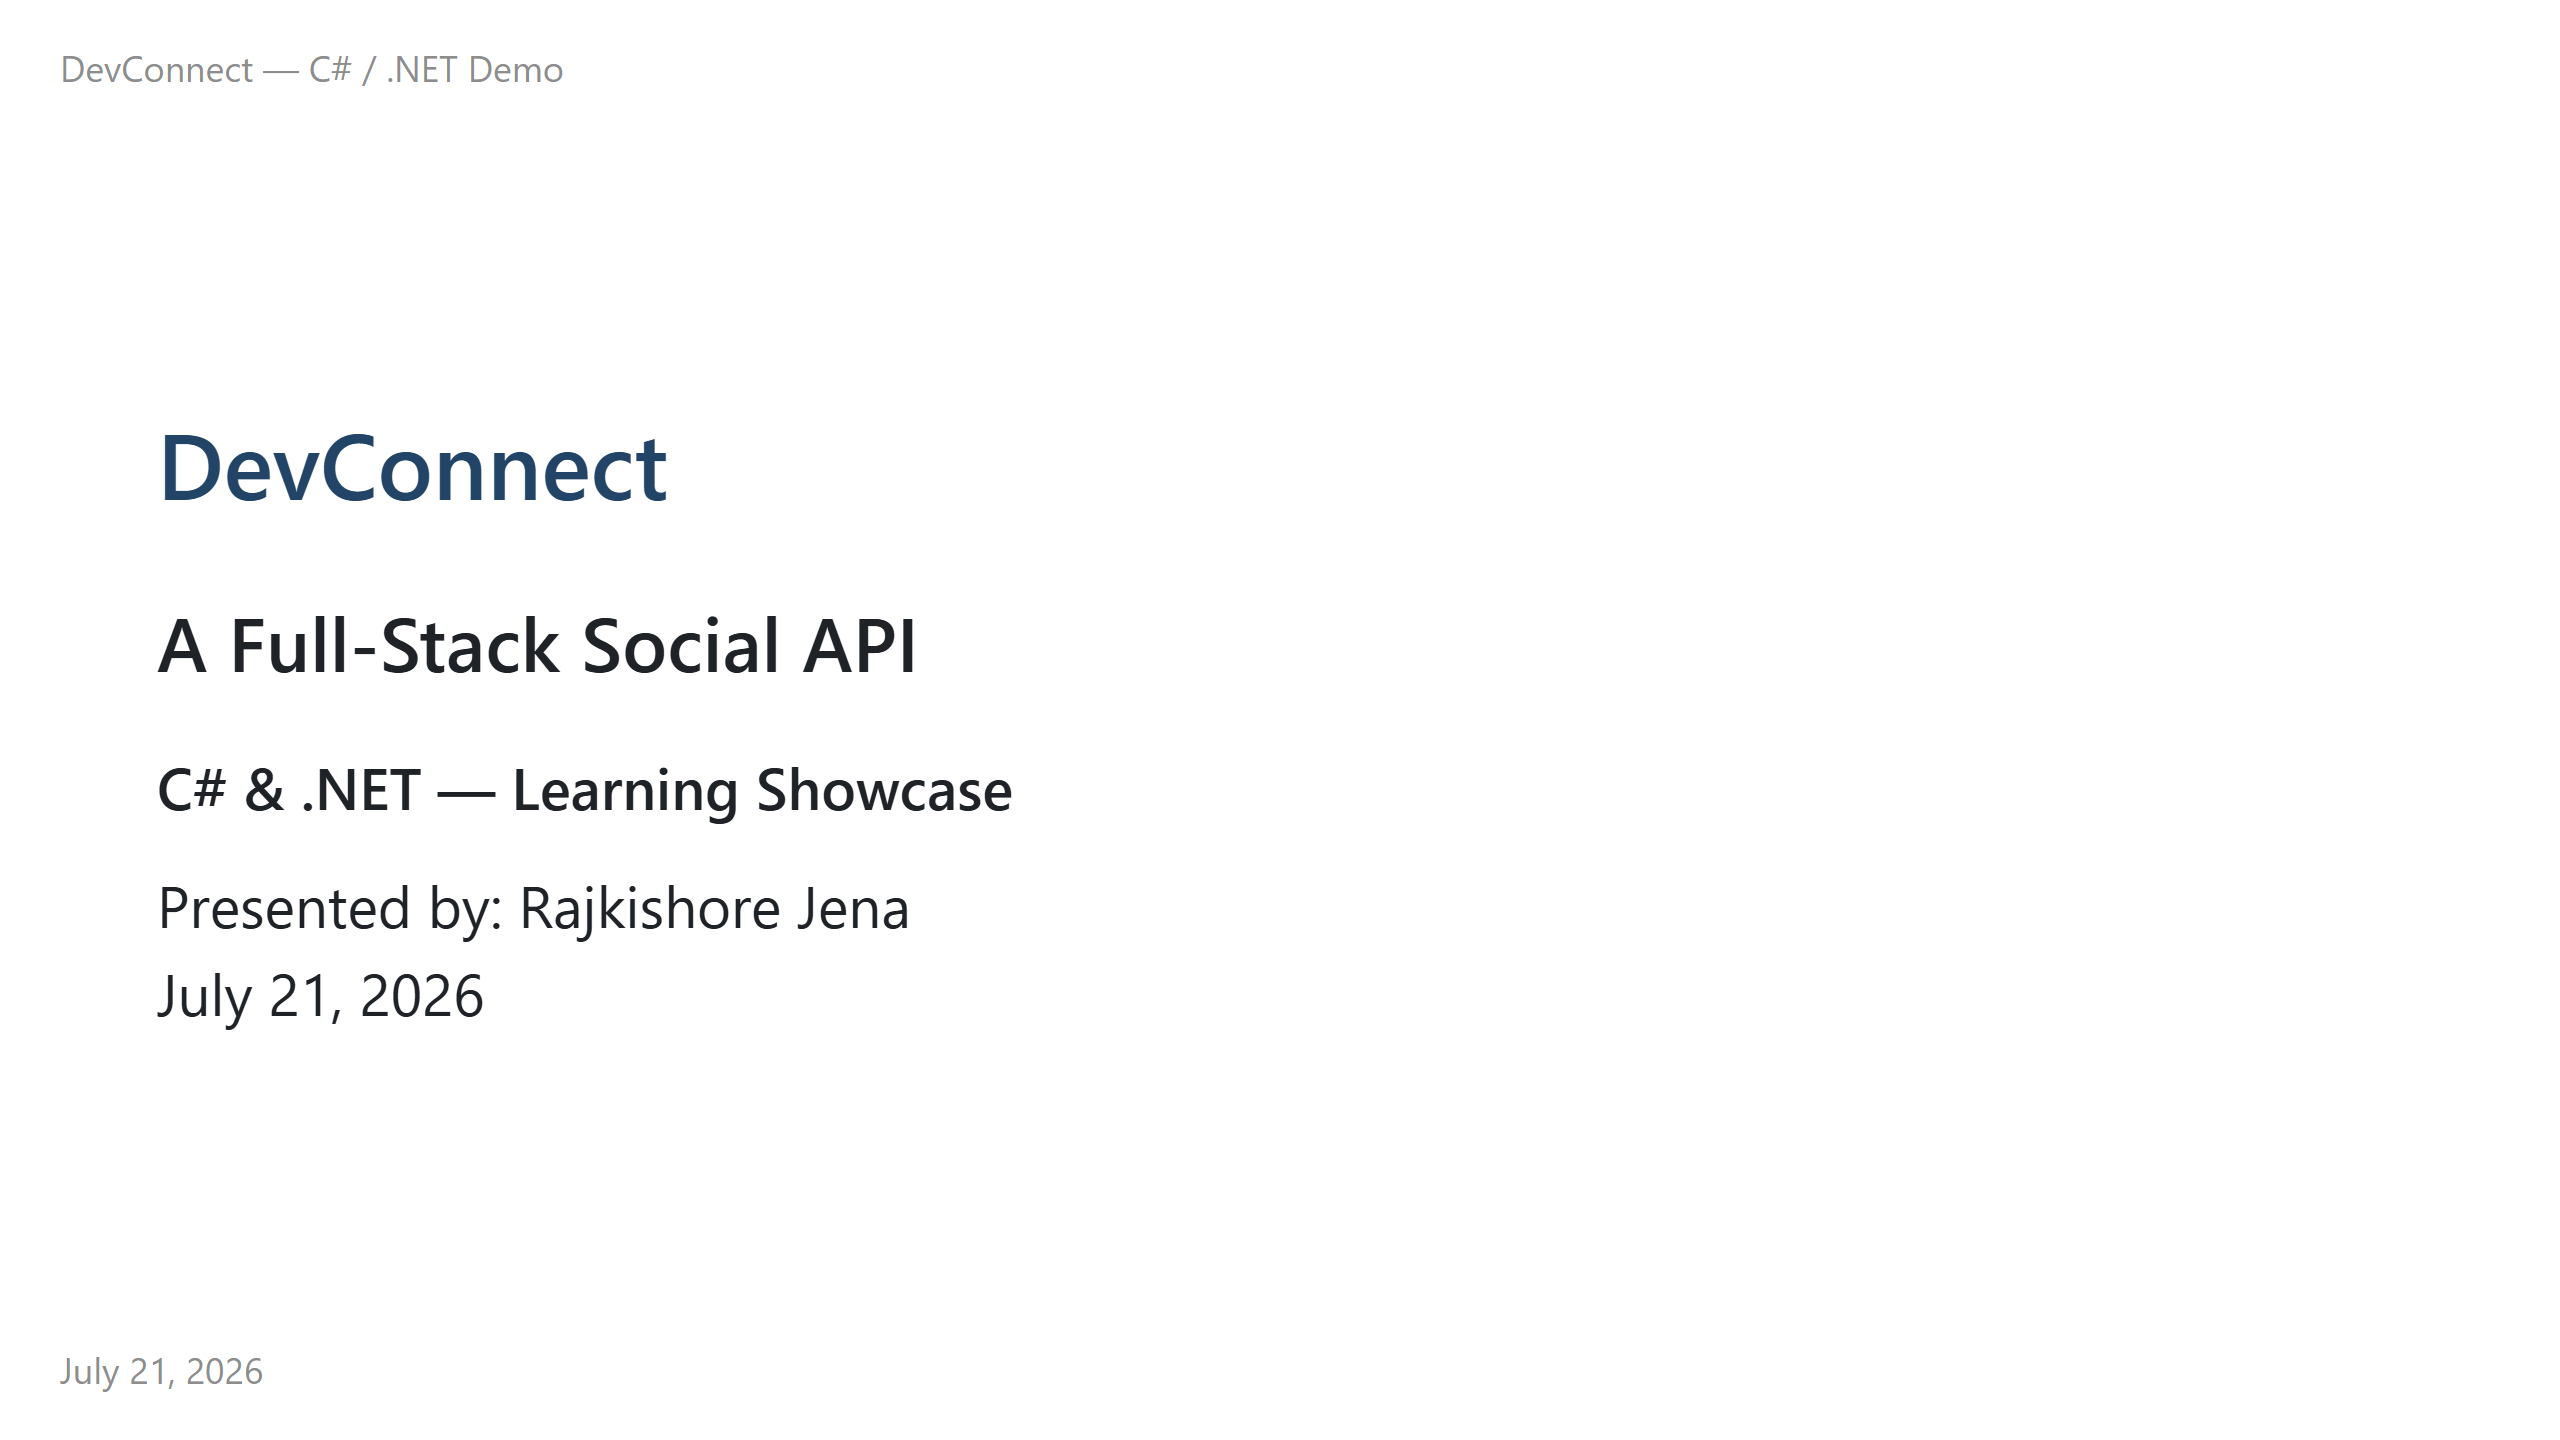 DevConnect — C# / .NET Demo
DevConnect
A Full-Stack Social API
C# & .NET — Learning Showcase
Presented by: Rajkishore Jena
July 21, 2026
July 21, 2026